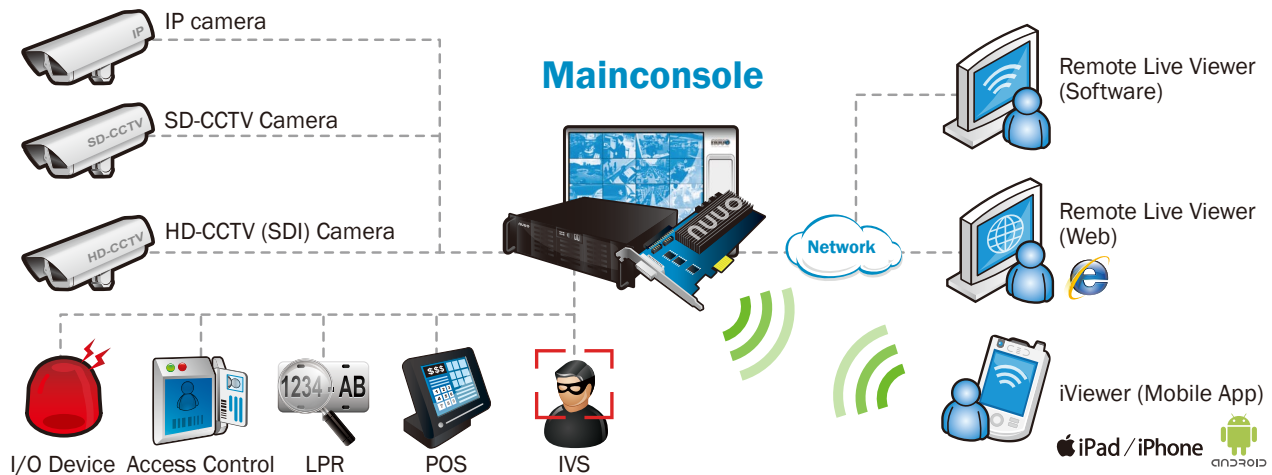 IP camera
IP
SD-CCTV Camera
SD-CCTV
HD-CCTV (SDI) Camera
HD-CCTV
Mainconsole
NUUO
Network
Remote Live Viewer
(Software)
Remote Live Viewer
(Web)
iViewer (Mobile App)
iPad / iPhone
ANDROID
1234 AB
$$$
I/O Device
Access Control
LPR
POS
IVS